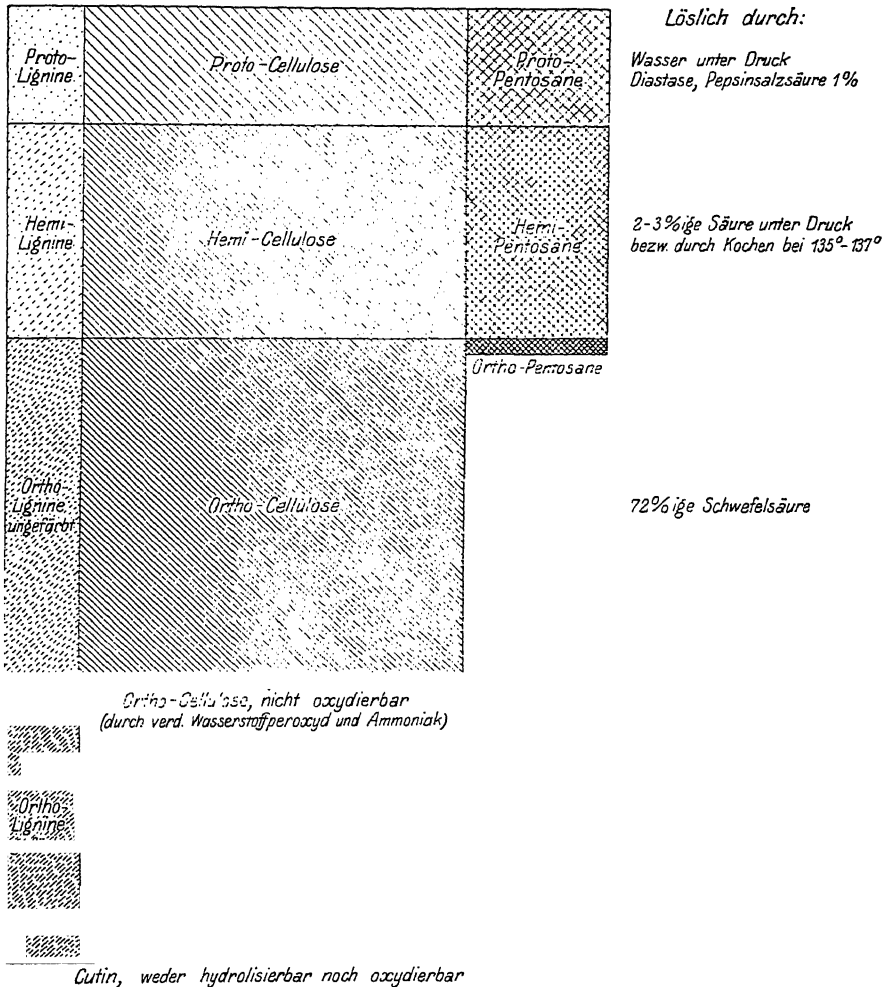 Löslich durch:
Proto-
Lignine
Proto-Cellulose
Proto-
Pentosane
Wasser unter Druck
Diastase, Pepsinsalzsäure 1%
Hemi-
Lignine
Hemi-Cellulose
Hemi-
Pentosane
2-3%ige Säure unter Druck
bezw. durch Kochen bei 135°-137°
Ortho-Pentosane
Ortho-
Lignine
ungefärbt
Ortho-Cellulose
72%ige Schwefelsäure
Ortho-Cellulose, nicht oxydierbar
(durch verd. Wasserstoffperoxyd und Ammoniak)
Ortho-
Lignine
Cutin, weder hydrolisierbar noch oxydierbar